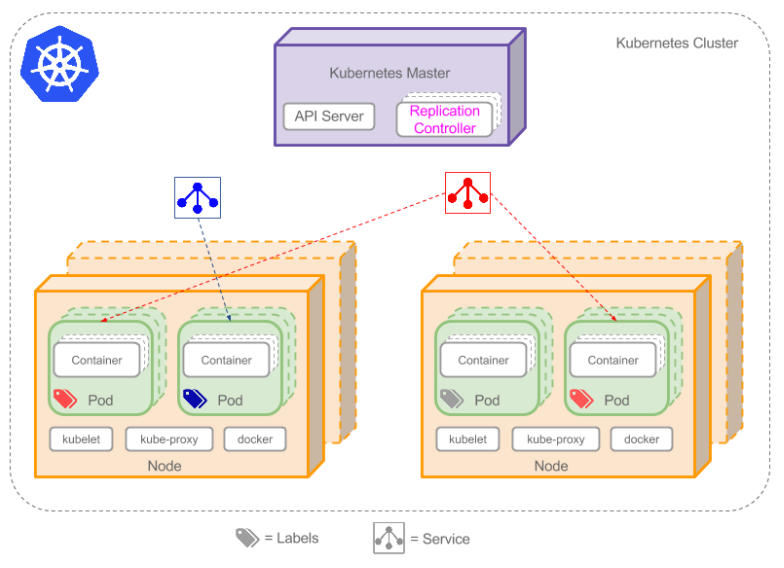 Kubernetes Cluster
Kubernetes Master
API Server
Replication
Controller
Container
Pod
Container
Pod
kubelet
kube-proxy
docker
Node
Container
Pod
Container
Pod
kubelet
kube-proxy
docker
Node
= Labels
= Service